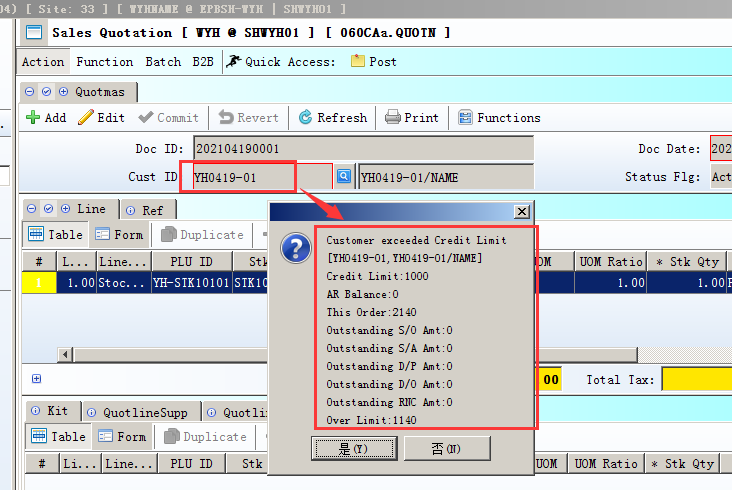 04) [ Site: 33 ] [ WYHNAME @ EPBSH-WYH | SHWYH01 ]
Sales Quotation [ WYH @ SHWYH01 ] [ 060CAa.QUOTN ]
Action Function Batch B2B Quick Access: Post
Quotmas
Add Edit Commit Revert Refresh Print Functions
Doc ID: 202104190001 Doc Date: 202
Cust ID YH0419-01 YH0419-01/NAME Status Flg: Act
Line Ref
Table Form Duplicate
# L... Line... PLU ID Stk UOM UOM Ratio * Stk Qty
1 1.00 Stoc... YH-STK10101 STK10 1.00 1.00
Customer exceeded Credit Limit
[YH0419-01,YH0419-01/NAME]
Credit Limit:1000
AR Balance:0
This Order:2140
Outstanding S/O Amt:0
Outstanding S/A Amt:0
Outstanding D/P Amt:0
Outstanding D/O Amt:0
Outstanding RNC Amt:0
Over Limit:1140
是(Y) 否(N)
00 Total Tax:
Kit QuotlineSupp Quotli
Table Form Duplicate
# Li... Line... PLU ID Stk UOM UOM Ratio * Stk Qty